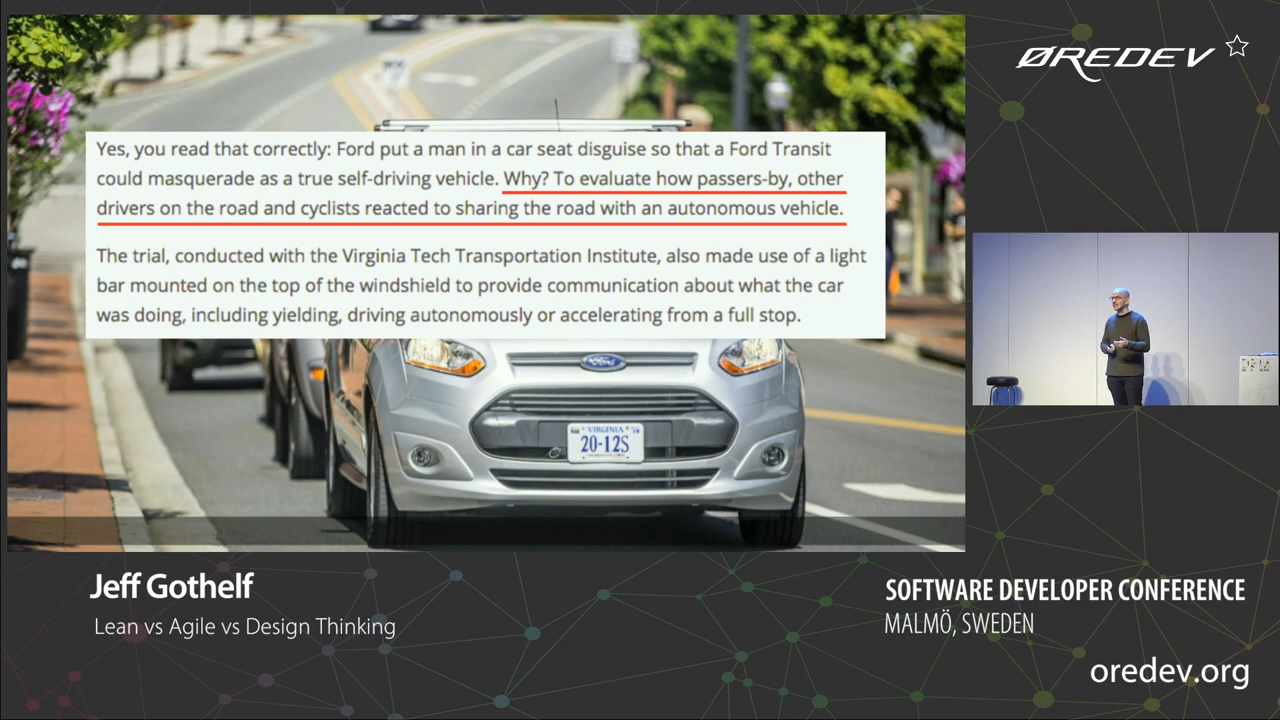 ØREDEV
Yes, you read that correctly: Ford put a man in a car seat disguise so that a Ford Transit
could masquerade as a true self-driving vehicle. Why? To evaluate how passers-by, other
drivers on the road and cyclists reacted to sharing the road with an autonomous vehicle.
The trial, conducted with the Virginia Tech Transportation Institute, also made use of a light
bar mounted on the top of the windshield to provide communication about what the car
was doing, including yielding, driving autonomously or accelerating from a full stop.
Ford
VIRGINIA
20-12S
Jeff Gothelf
Lean vs Agile vs Design Thinking
SOFTWARE DEVELOPER CONFERENCE
MALMÖ, SWEDEN
oredev.org